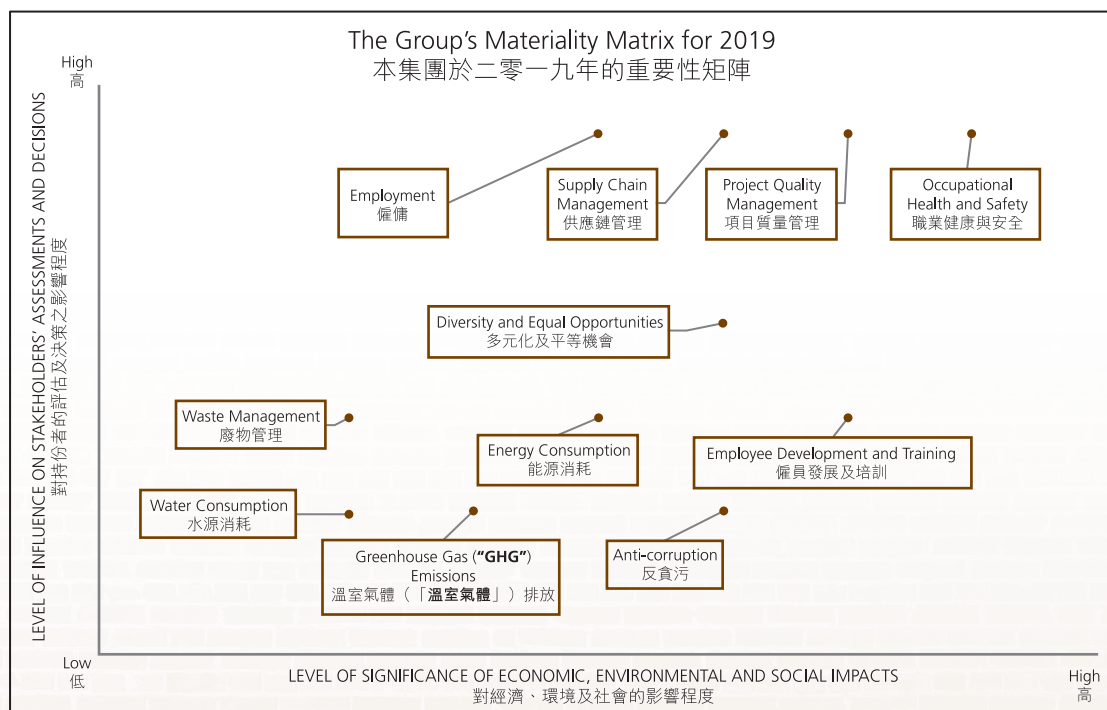 The Group's Materiality Matrix for 2019
本集團於二零一九年的重要性矩陣
High
高
LEVEL OF INFLUENCE ON STAKEHOLDERS' ASSESSMENTS AND DECISIONS
對持份者的評估及決策之影響程度
Employment
僱傭
Supply Chain
Management
供應鏈管理
Project Quality
Management
項目質量管理
Occupational
Health and Safety
職業健康與安全
Diversity and Equal Opportunities
多元化及平等機會
Waste Management
廢物管理
Energy Consumption
能源消耗
Employee Development and Training
僱員發展及培訓
Water Consumption
水源消耗
Greenhouse Gas ("GHG")
Emissions
溫室氣體（「溫室氣體」）排放
Anti-corruption
反貪污
Low
低
LEVEL OF SIGNIFICANCE OF ECONOMIC, ENVIRONMENTAL AND SOCIAL IMPACTS
對經濟、環境及社會的影響程度
High
高